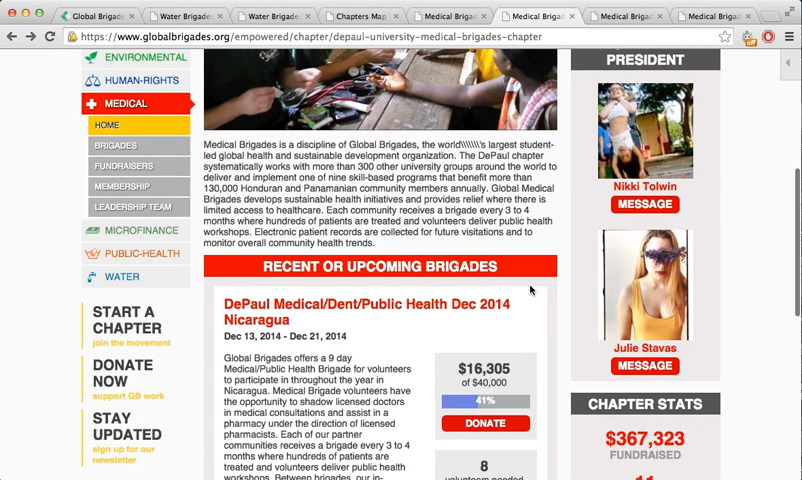 Global Brigades
Water Brigades
Water Brigade
Chapters Map
Medical Brigad
Medical Brigad
Medical Brigad
Medical Brigad
https://www.globalbrigades.org/empowered/chapter/depaul-university-medical-brigades-chapter
ENVIRONMENTAL
HUMAN-RIGHTS
MEDICAL
HOME
BRIGADES
FUNDRAISERS
MEMBERSHIP
LEADERSHIP TEAM
MICROFINANCE
PUBLIC-HEALTH
WATER
START A
CHAPTER
join the movement
DONATE
NOW
support GB work
STAY
UPDATED
sign up for our
newsletter
Medical Brigades is a discipline of Global Brigades, the world\\\\\\\'s largest student-
led global health and sustainable development organization. The DePaul chapter
systematically works with more than 300 other university groups around the world to
deliver and implement one of nine skill-based programs that benefit more than
130,000 Honduran and Panamanian community members annually. Global Medical
Brigades develops sustainable health initiatives and provides relief where there is
limited access to healthcare. Each community receives a brigade every 3 to 4
months where hundreds of patients are treated and volunteers deliver public health
workshops. Electronic patient records are collected for future visitations and to
monitor overall community health trends.
RECENT OR UPCOMING BRIGADES
DePaul Medical/Dent/Public Health Dec 2014
Nicaragua
Dec 13, 2014 - Dec 21, 2014
Global Brigades offers a 9 day
Medical/Public Health Brigade for volunteers
to participate in throughout the year in
Nicaragua. Medical Brigade volunteers have
the opportunity to shadow licensed doctors
in medical consultations and assist in a
pharmacy under the direction of licensed
pharmacists. Each of our partner
communities receives a brigade every 3 to 4
months where hundreds of patients are
treated and volunteers deliver public health
workshops. Between brigades, our in-
$16,305
of $40,000
41%
DONATE
8
volunteers needed
PRESIDENT
Nikki Tolwin
MESSAGE
Julie Stavas
MESSAGE
CHAPTER STATS
$367,323
FUNDRAISED
11